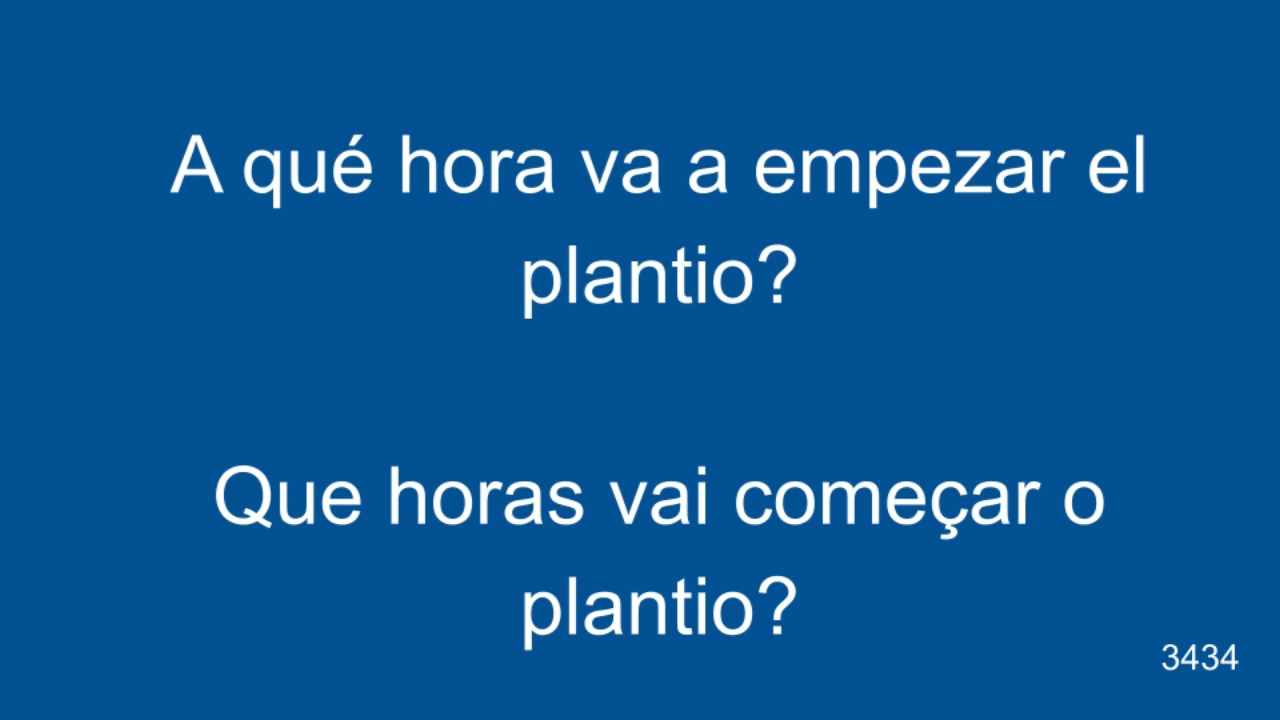 A qué hora va a empezar el
plantio?
Que horas vai começar o
plantio?
3434